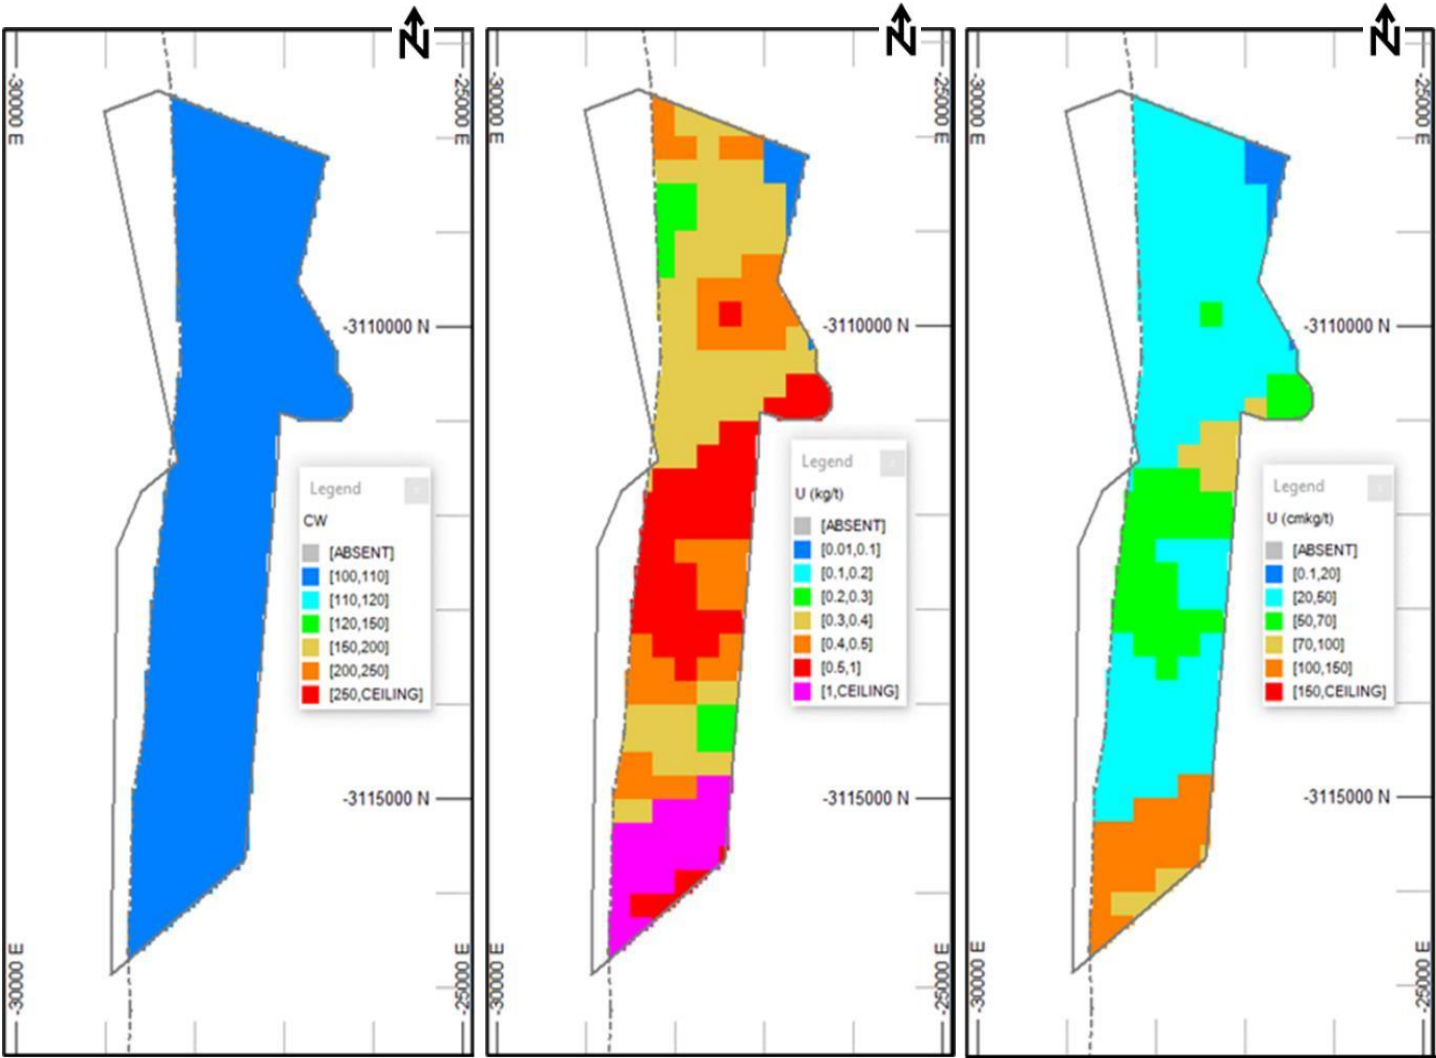 N
-30000 E
-25000 E
-3110000 N
Legend
x
CW
[ABSENT]
[100,110]
[110,120]
[120,150]
[150,200]
[200,250]
[250,CEILING]
-3115000 N
-30000 E
-25000 E
N
-30000 E
-25000 E
-3110000 N
Legend
x
U (kg/t)
[ABSENT]
[0.01,0.1]
[0.1,0.2]
[0.2,0.3]
[0.3,0.4]
[0.4,0.5]
[0.5,1]
[1,CEILING]
-3115000 N
-30000 E
-25000 E
N
-30000 E
-25000 E
-3110000 N
Legend
x
U (cmkg/t)
[ABSENT]
[0.1,20]
[20,50]
[50,70]
[70,100]
[100,150]
[150,CEILING]
-3115000 N
-30000 E
-25000 E